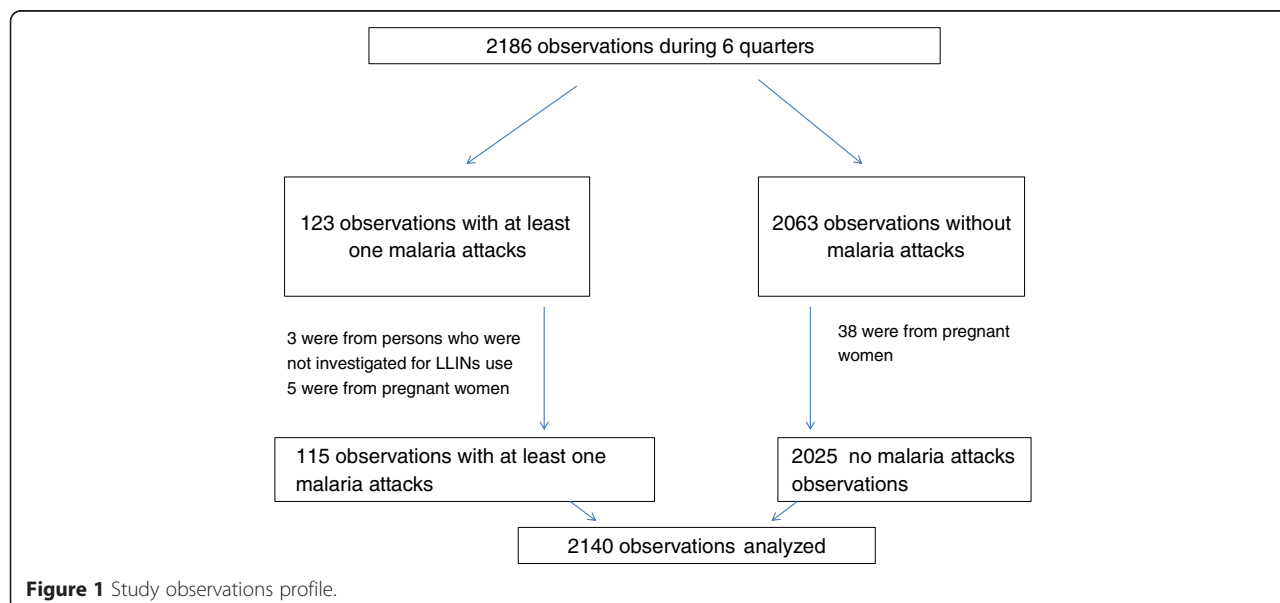 2186 observations during 6 quarters
123 observations with at least
one malaria attacks
2063 observations without
malaria attacks
3 were from persons who were
not investigated for LLINs use
5 were from pregnant women
38 were from pregnant
women
115 observations with at least one
malaria attacks
2025 no malaria attacks
observations
2140 observations analyzed
Figure 1 Study observations profile.